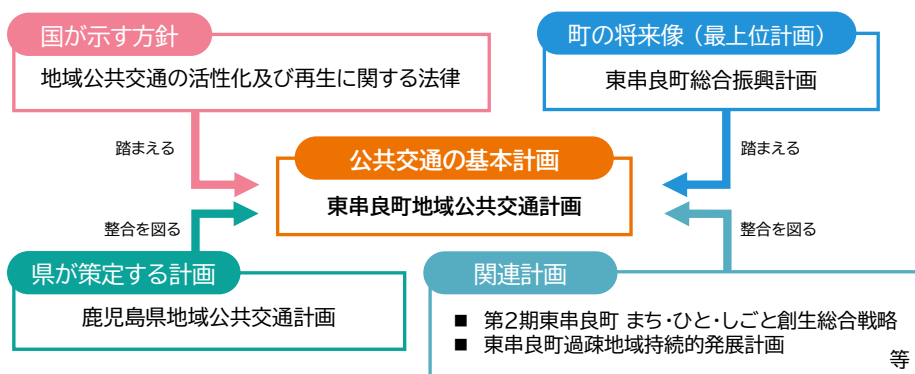 国が示す方針
地域公共交通の活性化及び再生に関する法律
町の将来像（最上位計画）
東串良町総合振興計画
踏まえる
踏まえる
公共交通の基本計画
東串良町地域公共交通計画
整合を図る
整合を図る
県が策定する計画
鹿児島県地域公共交通計画
関連計画
■ 第2期東串良町 まち・ひと・しごと創生総合戦略
■ 東串良町過疎地域持続的発展計画
等